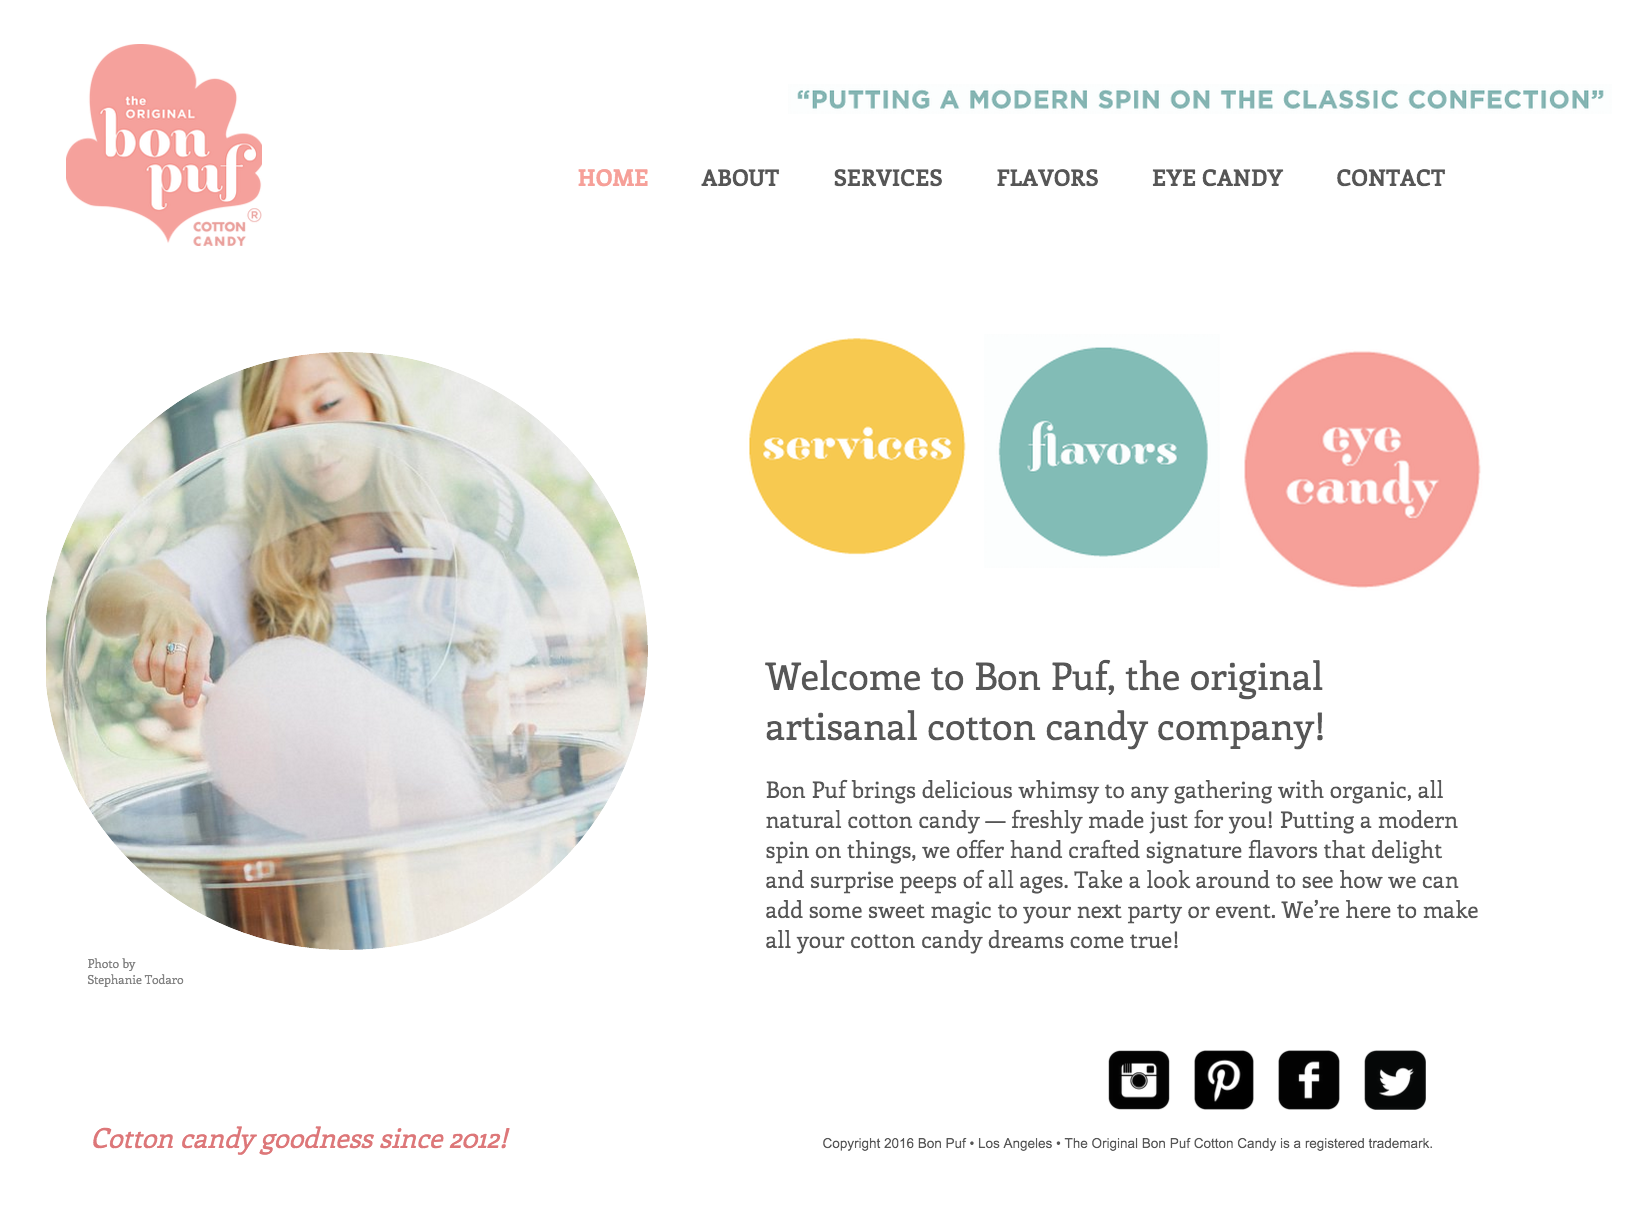 the
ORIGINAL
bon
puf
COTTON
CANDY
®
“PUTTING A MODERN SPIN ON THE CLASSIC CONFECTION”
HOME ABOUT SERVICES FLAVORS EYE CANDY CONTACT
services
flavors
eye
candy
Welcome to Bon Puf, the original
artisanal cotton candy company!
Bon Puf brings delicious whimsy to any gathering with organic, all
natural cotton candy — freshly made just for you! Putting a modern
spin on things, we offer hand crafted signature flavors that delight
and surprise peeps of all ages. Take a look around to see how we can
add some sweet magic to your next party or event. We’re here to make
all your cotton candy dreams come true!
Photo by
Stephanie Todaro
Cotton candy goodness since 2012!
Copyright 2016 Bon Puf • Los Angeles • The Original Bon Puf Cotton Candy is a registered trademark.